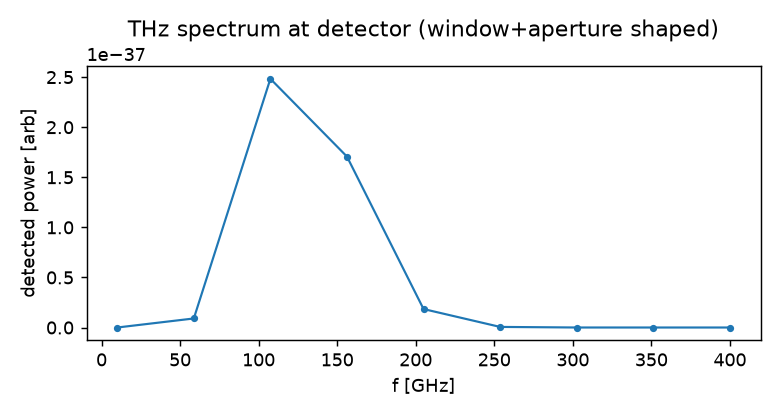 THz spectrum at detector (window+aperture shaped)
1e−37
2.5
2.0
1.5
1.0
0.5
0.0
detected power [arb]
0 50 100 150 200 250 300 350 400
f [GHz]